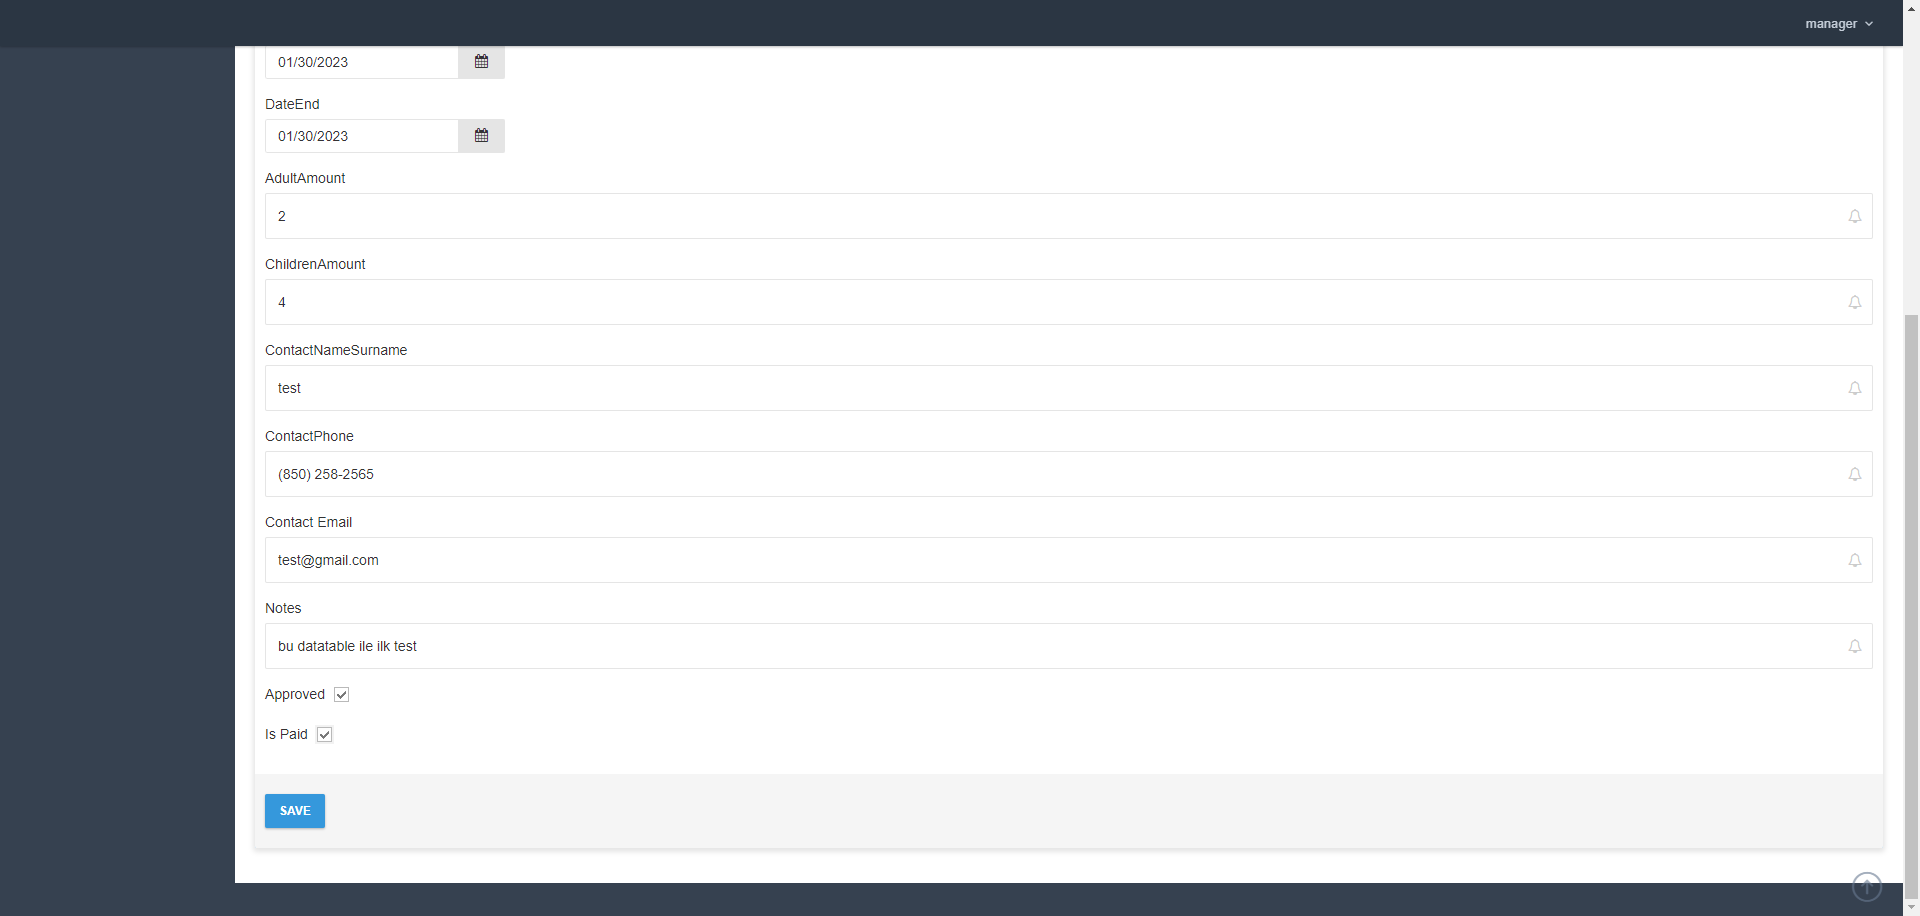 manager
01/30/2023
DateEnd
01/30/2023
AdultAmount
2
ChildrenAmount
4
ContactNameSurname
test
ContactPhone
(850) 258-2565
Contact Email
test@gmail.com
Notes
bu datatable ile ilk test
Approved
Is Paid
SAVE